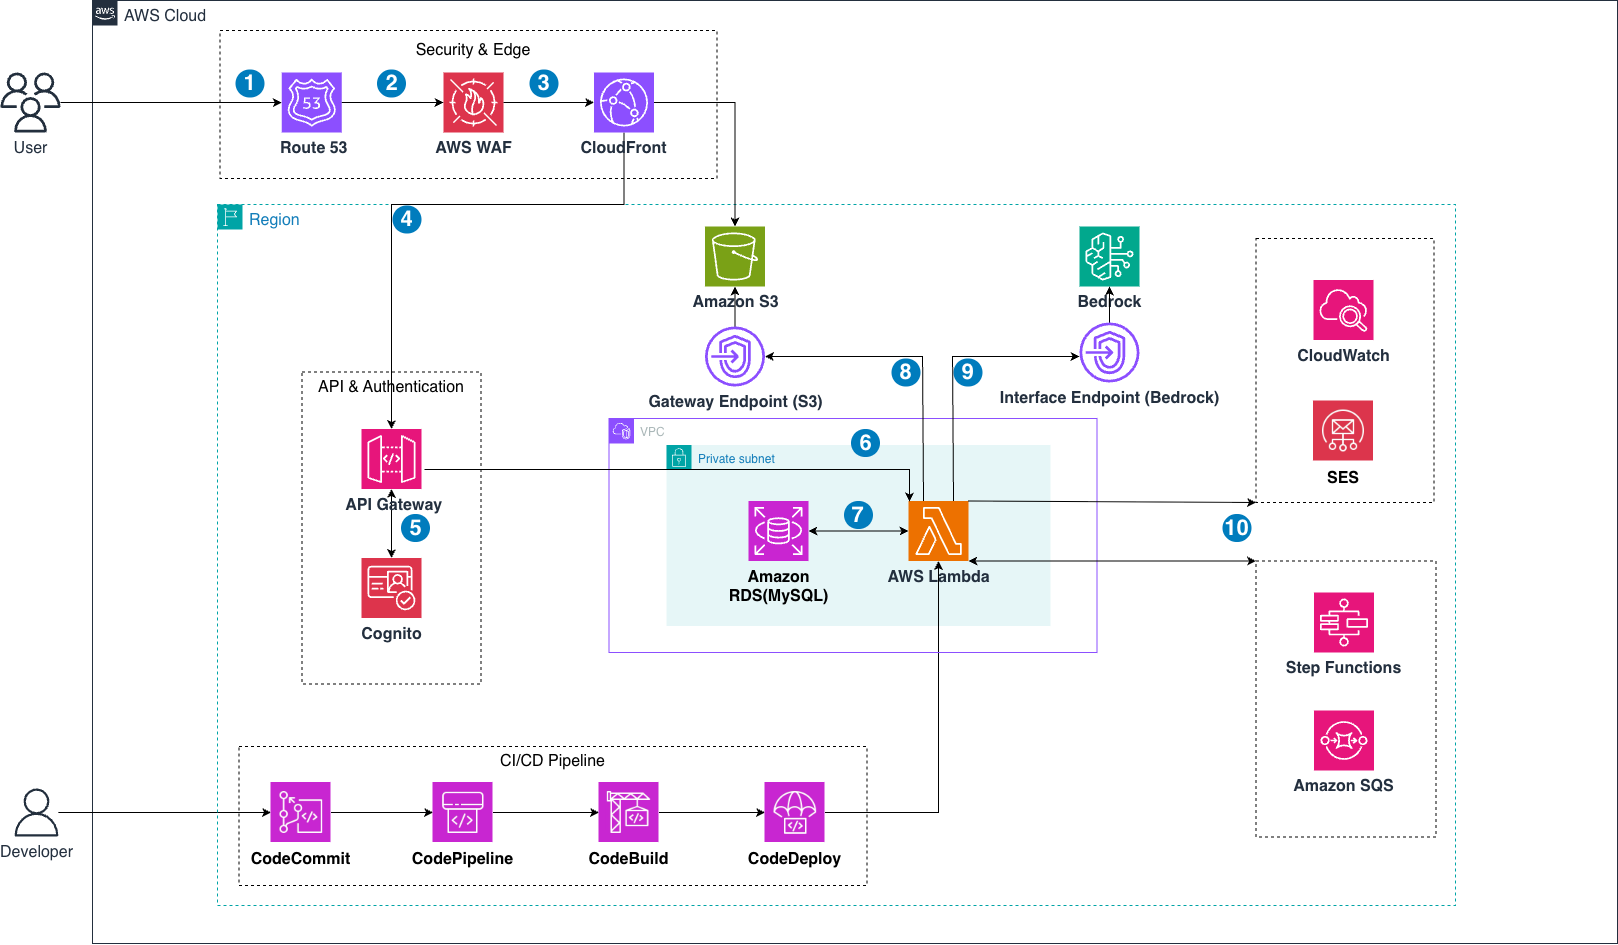 aws
AWS Cloud
Security & Edge
1
2
3
53
User
Route 53
AWS WAF
CloudFront
Region
4
Amazon S3
Bedrock
CloudWatch
API & Authentication
8
9
Gateway Endpoint (S3)
Interface Endpoint (Bedrock)
VPC
6
Private subnet
SES
API Gateway
5
7
10
Amazon
RDS(MySQL)
AWS Lambda
Cognito
Step Functions
CI/CD Pipeline
Amazon SQS
Developer
CodeCommit
CodePipeline
CodeBuild
CodeDeploy